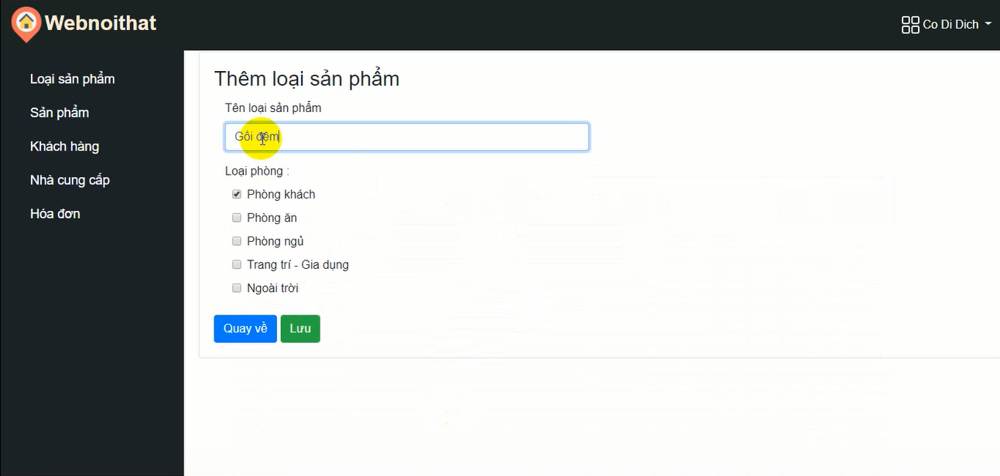 Webnoithat
Co Di Dich
Loại sản phẩm
Sản phẩm
Khách hàng
Nhà cung cấp
Hóa đơn
Thêm loại sản phẩm
Tên loại sản phẩm
Gôi đệm
Loại phòng :
Phòng khách
Phòng ăn
Phòng ngủ
Trang trí - Gia dụng
Ngoài trời
Quay về
Lưu